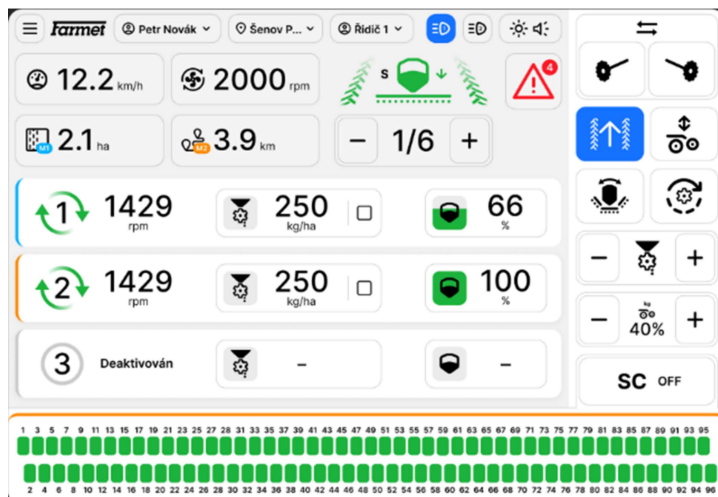 Farmet Petr Novák Šenov P... Řidič 1
12.2 km/h 2000 rpm S 4
M1 2.1 ha M2 3.9 km − 1/6 +
1 1429 rpm 250 kg/ha 66 %
2 1429 rpm 250 kg/ha 100 %
3 Deaktivován – –
− +
− kg 40% +
SC OFF
1 3 5 7 9 11 13 15 17 19 21 23 25 27 28 31 33 35 37 39 41 43 45 47 49 51 53 55 57 59 61 63 65 67 69 71 73 75 77 79 81 83 85 87 89 91 93 95
2 4 6 8 10 12 14 16 18 20 22 24 26 28 30 32 34 36 38 40 42 44 46 48 50 52 54 56 58 60 62 64 66 68 70 72 74 76 78 80 82 84 86 88 90 92 94 96